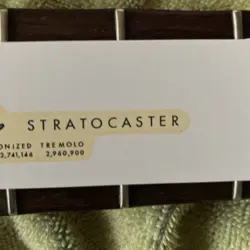 STRATOCASTER
ONIZED TREMOLO
2,741,146 2,960,900